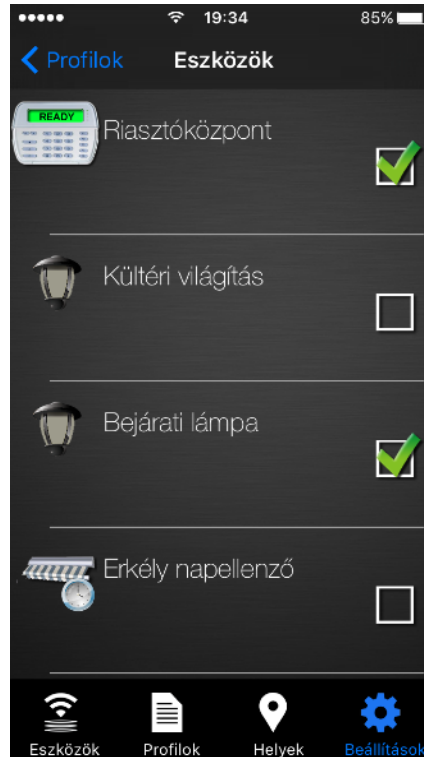 19:34
85%
Profilok
Eszközök
READY
Riasztóközpont
Kültéri világítás
Bejárati lámpa
Erkély napellenző
Eszközök
Profilok
Helyek
Beállítások